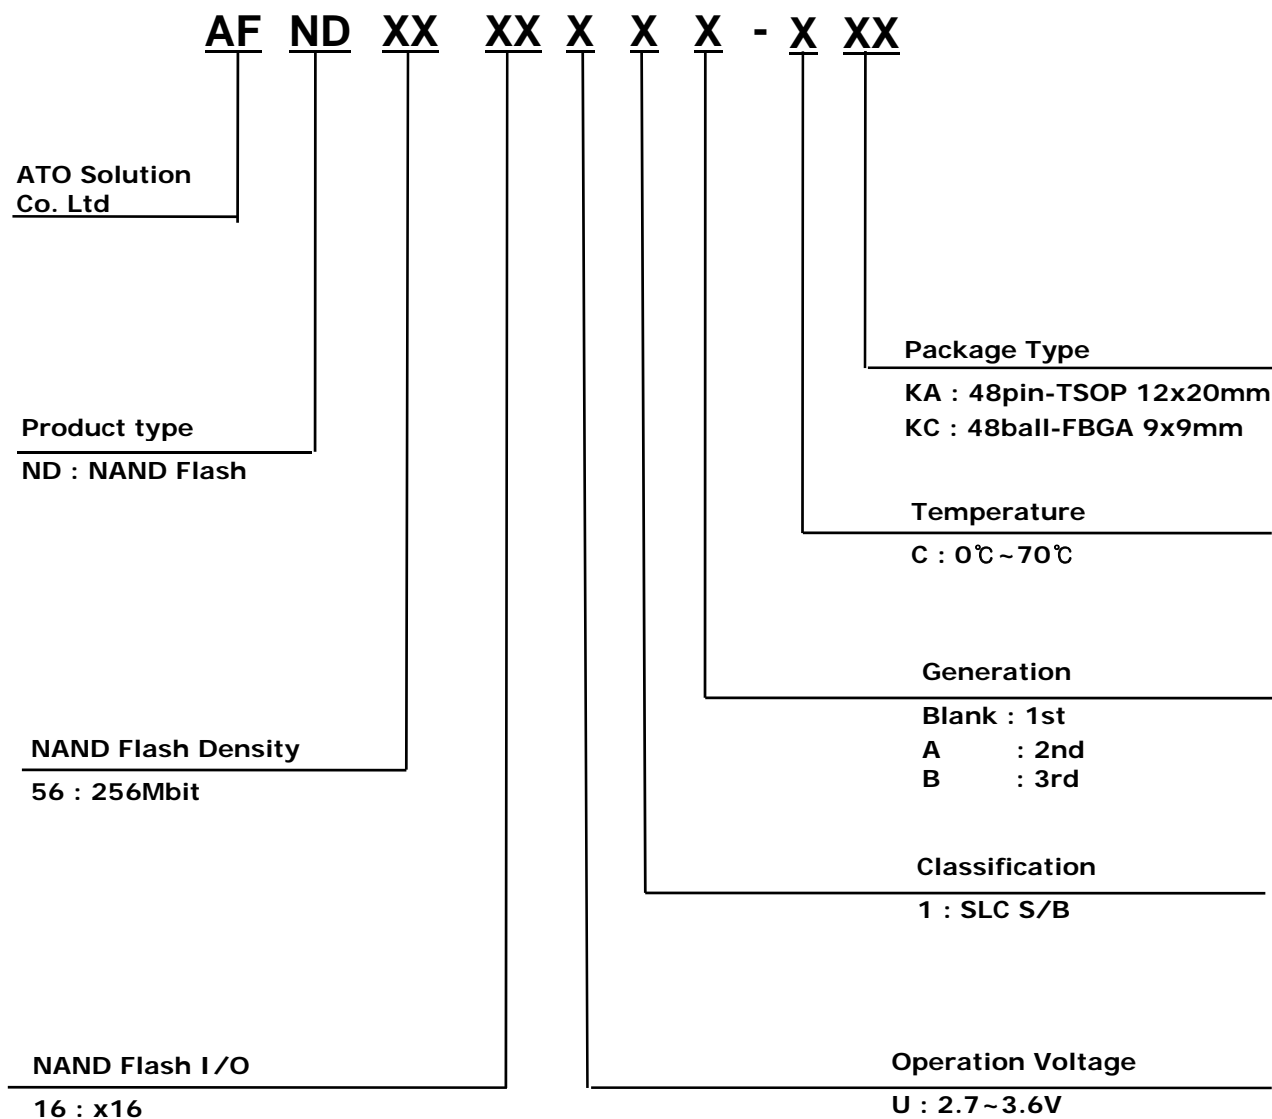 AF ND XX XX X X X - X XX
ATO Solution
Co. Ltd
Package Type
KA : 48pin-TSOP 12x20mm
KC : 48ball-FBGA 9x9mm
Product type
ND : NAND Flash
Temperature
C : 0℃~70℃
Generation
Blank : 1st
A : 2nd
B : 3rd
NAND Flash Density
56 : 256Mbit
Classification
1 : SLC S/B
NAND Flash I/O
16 : x16
Operation Voltage
U : 2.7~3.6V